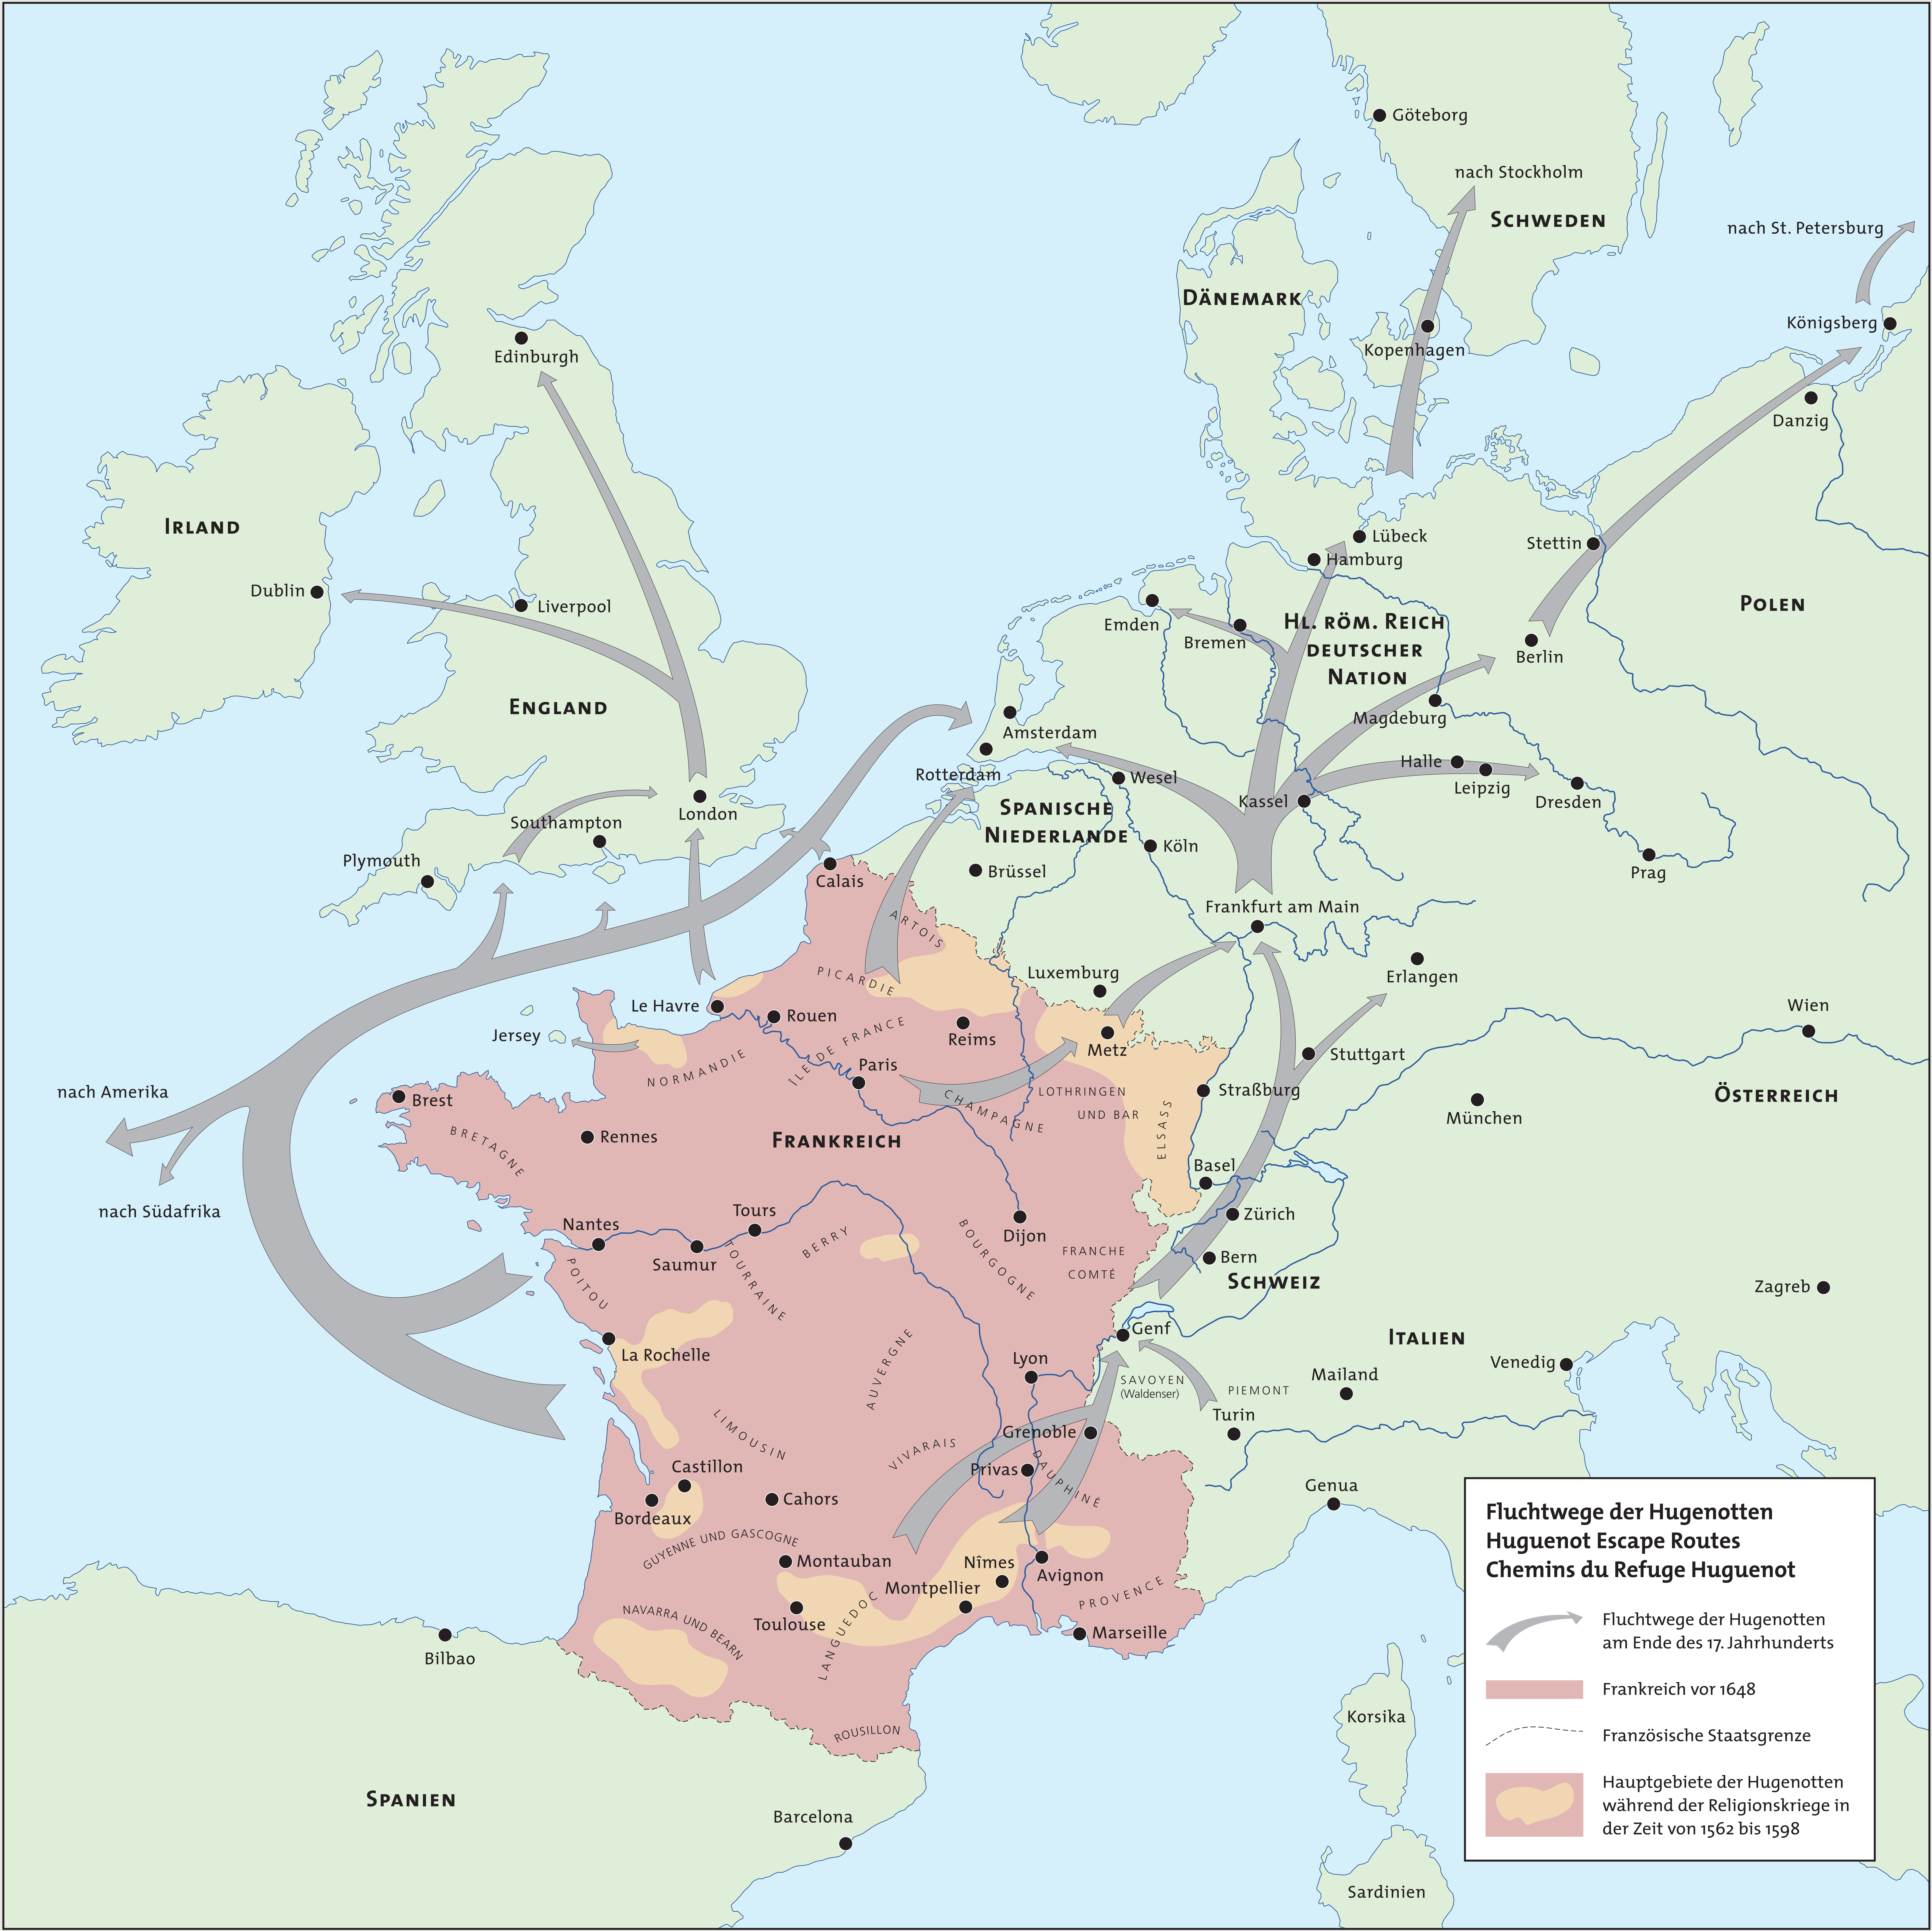 Göteborg
nach Stockholm
SCHWEDEN
nach St. Petersburg
DÄNEMARK
Königsberg
Kopenhagen
Edinburgh
Danzig
IRLAND
Lübeck
Stettin
Hamburg
Dublin
Liverpool
POLEN
Emden
Bremen
HL. RÖM. REICH
DEUTSCHER
NATION
Berlin
ENGLAND
Magdeburg
Amsterdam
Rotterdam
Wesel
Halle
Leipzig
Dresden
Kassel
London
SPANISCHE
NIEDERLANDE
Southampton
Köln
Plymouth
Prag
Calais
Brüssel
Frankfurt am Main
ARTOIS
Erlangen
Luxemburg
PICARDIE
Le Havre
Rouen
Wien
Jersey
ÎLE DE FRANCE
Reims
Metz
Stuttgart
NORMANDIE
Paris
nach Amerika
Brest
CHAMPAGNE
LOTHRINGEN
UND BAR
Straßburg
ÖSTERREICH
München
BRETAGNE
Rennes
FRANKREICH
ELSASS
Basel
nach Südafrika
Nantes
Tours
Zürich
Saumur
BERRY
Dijon
BOURGOGNE
FRANCHE
COMTÉ
Bern
SCHWEIZ
POITOU
TOURRAINE
Zagreb
Genf
ITALIEN
La Rochelle
AUVERGNE
Lyon
SAVOYEN
(Waldenser)
PIEMONT
Mailand
Venedig
Turin
LIMOUSIN
VIVARAIS
Grenoble
Castillon
Privas
DAUPHINÉ
Cahors
Bordeaux
Genua
GUYENNE UND GASCOGNE
Montauban
Nîmes
Avignon
Montpellier
PROVENCE
NAVARRA UND BEARN
Toulouse
LANGUEDOC
Marseille
Bilbao
ROUSILLON
Korsika
SPANIEN
Barcelona
Sardinien
Fluchtwege der Hugenotten
Huguenot Escape Routes
Chemins du Refuge Huguenot
Fluchtwege der Hugenotten
am Ende des 17. Jahrhunderts
Frankreich vor 1648
Französische Staatsgrenze
Hauptgebiete der Hugenotten
während der Religionskriege in
der Zeit von 1562 bis 1598